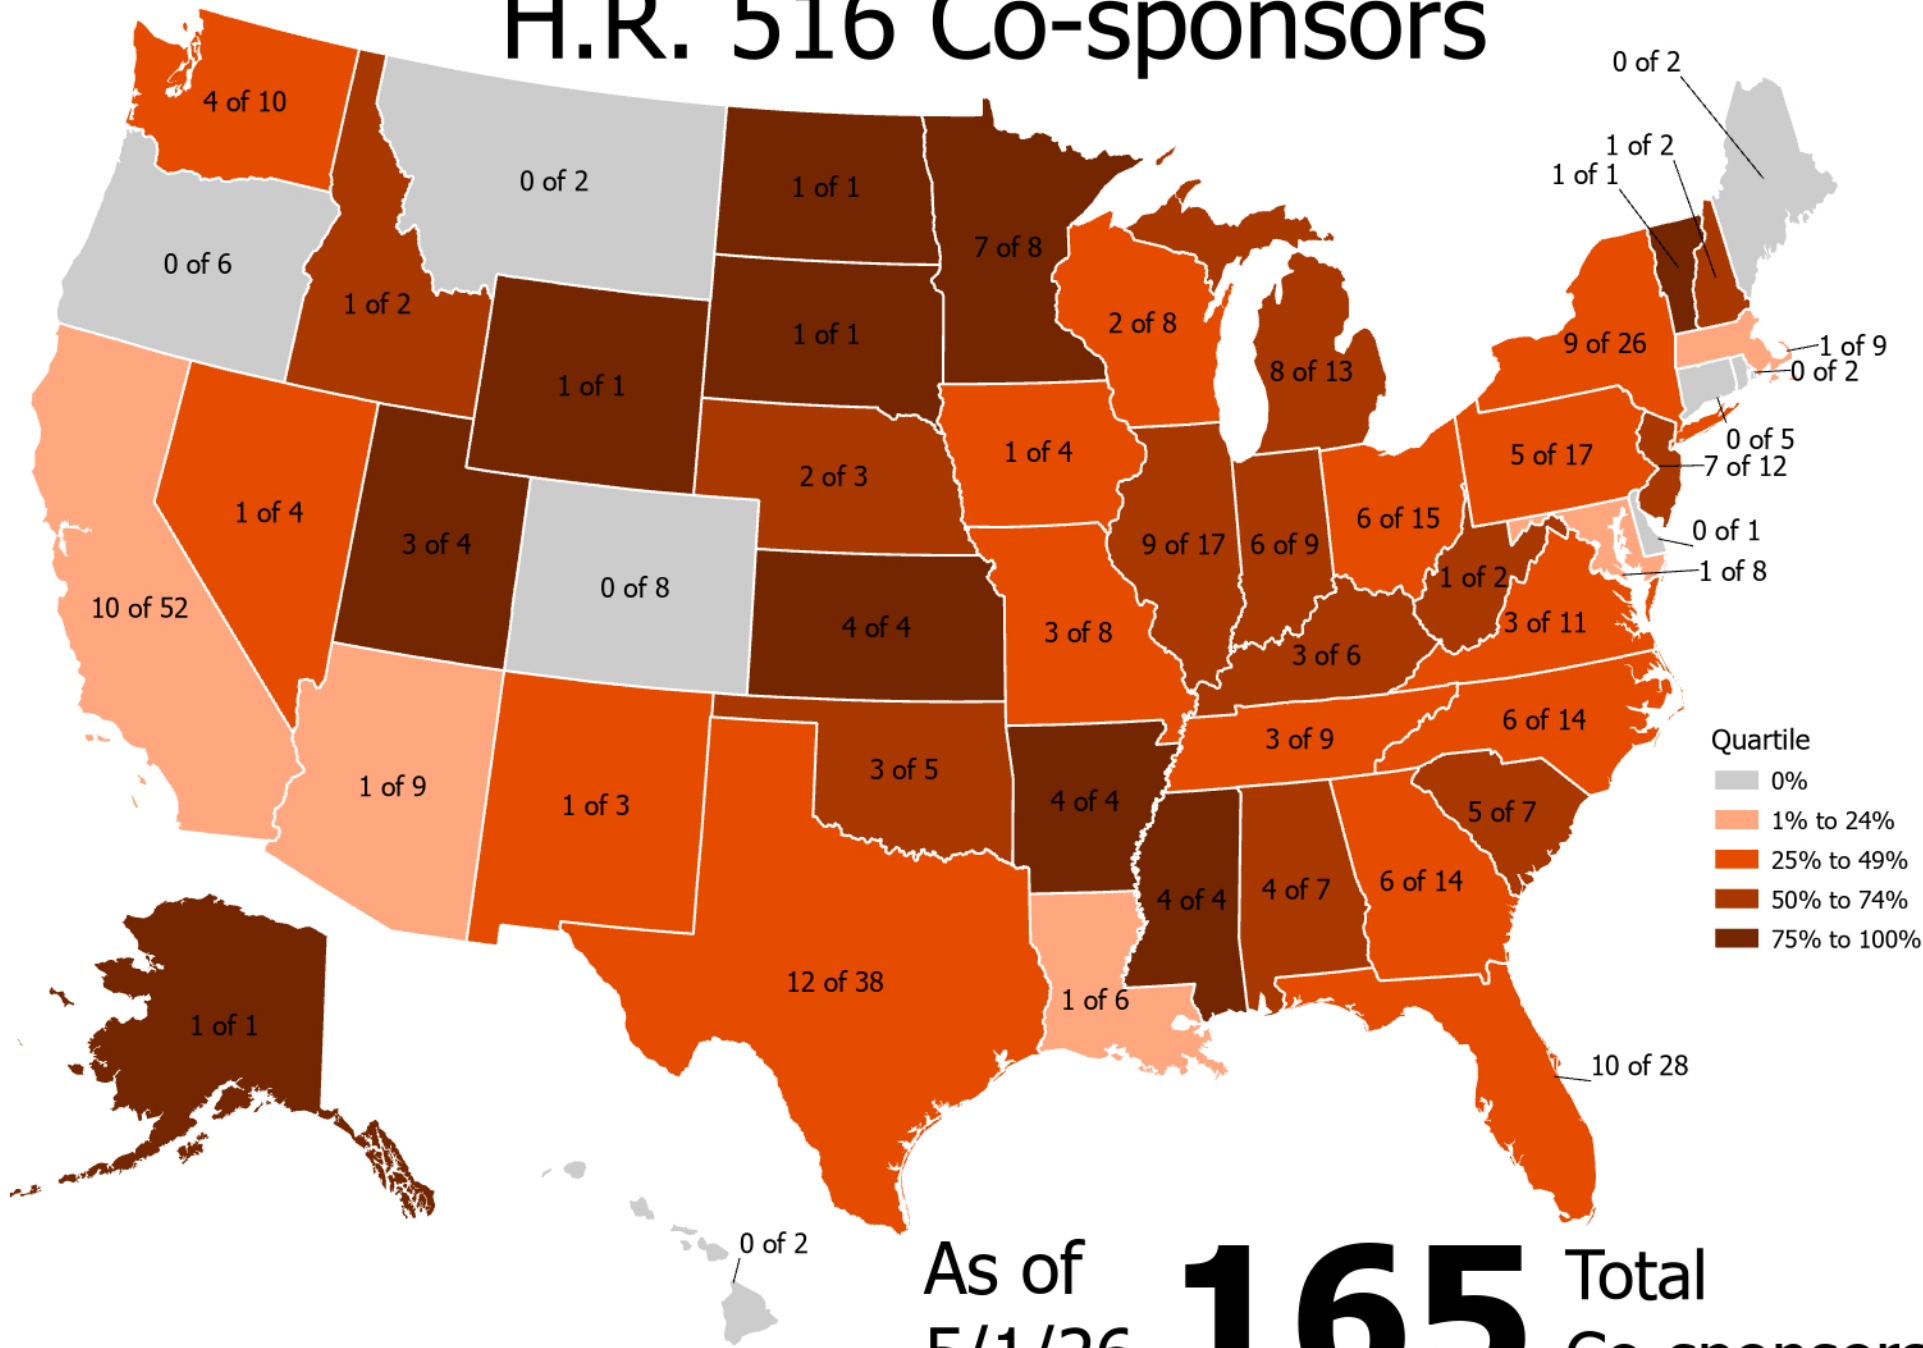 H.R. 516 Co-sponsors
0 of 2
4 of 10
1 of 2
1 of 1
0 of 2
1 of 1
7 of 8
0 of 6
1 of 2
1 of 1
2 of 8
9 of 26
1 of 9
0 of 2
8 of 13
1 of 1
0 of 5
7 of 12
5 of 17
1 of 4
2 of 3
1 of 4
6 of 15
0 of 1
3 of 4
9 of 17
6 of 9
1 of 8
1 of 2
0 of 8
10 of 52
4 of 4
3 of 8
3 of 11
3 of 6
6 of 14
3 of 9
Quartile
0%
1% to 24%
25% to 49%
50% to 74%
75% to 100%
1 of 9
1 of 3
3 of 5
4 of 4
5 of 7
4 of 4
4 of 7
6 of 14
12 of 38
1 of 6
1 of 1
10 of 28
0 of 2
As of
5/1/26
165
Total
Co-sponsors